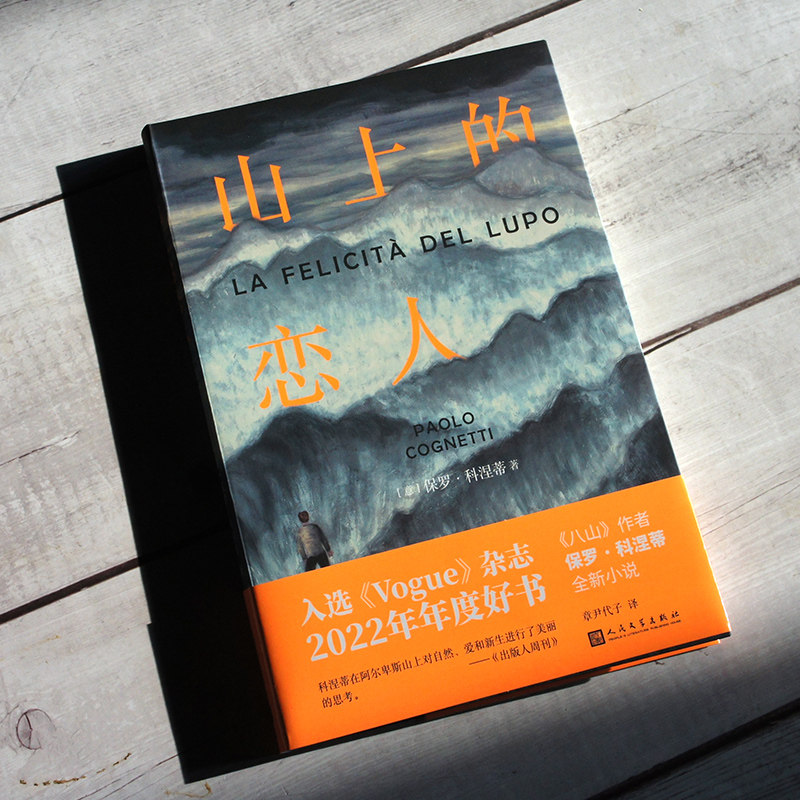 山上的
LA FELICITÀ DEL LUPO
恋人
PAOLO
COGNETTI
[意]保罗·科涅蒂 著
入选《Vogue》杂志
2022年年度好书
科涅蒂在阿尔卑斯山上对自然、爱和新生进行了美丽
的思考。
——《出版人周刊》
《八山》作者
保罗·科涅蒂
全新小说
章尹代子 译
人民文学出版社
PEOPLE'S LITERATURE PUBLISHING HOUSE